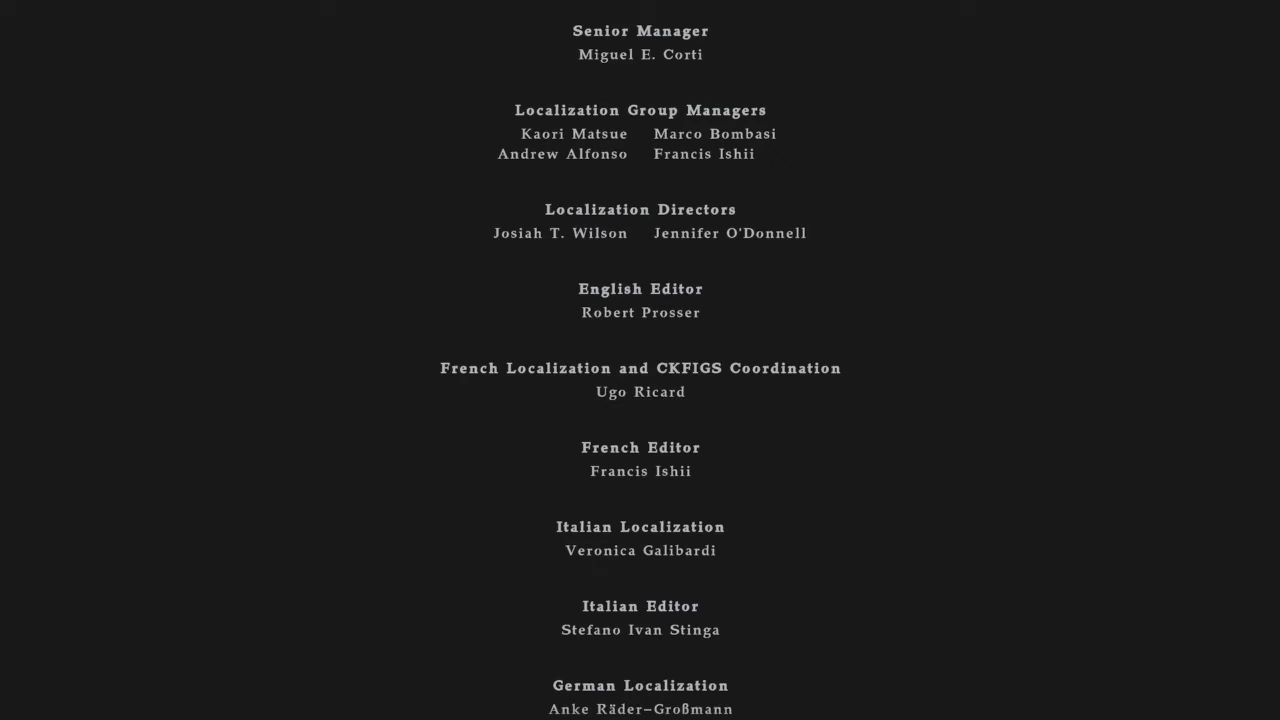 Senior Manager
Miguel E. Corti
Localization Group Managers
Kaori Matsue Marco Bombasi
Andrew Alfonso Francis Ishii
Localization Directors
Josiah T. Wilson Jennifer O'Donnell
English Editor
Robert Prosser
French Localization and CKFIGS Coordination
Ugo Ricard
French Editor
Francis Ishii
Italian Localization
Veronica Galibardi
Italian Editor
Stefano Ivan Stinga
German Localization
Anke Räder–Großmann